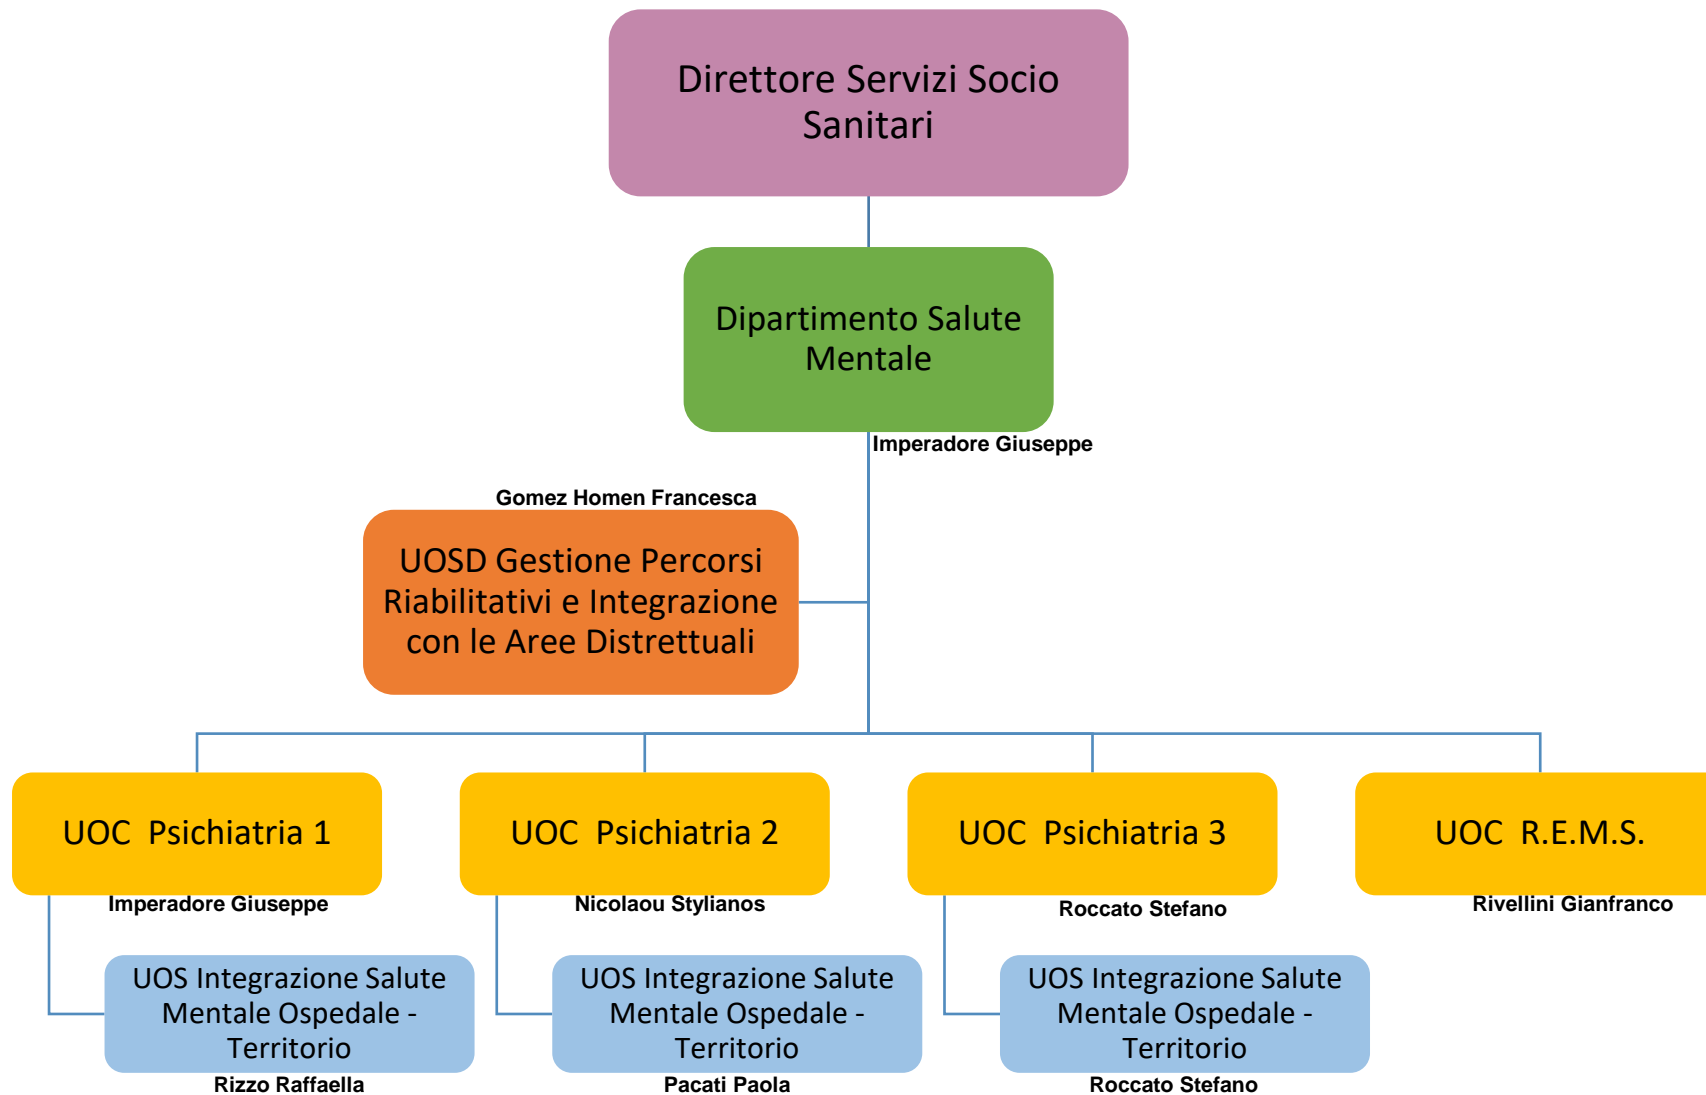 Direttore Servizi Socio
Sanitari
Dipartimento Salute
Mentale
Imperadore Giuseppe
Gomez Homen Francesca
UOSD Gestione Percorsi
Riabilitativi e Integrazione
con le Aree Distrettuali
UOC  Psichiatria 1
Imperadore Giuseppe
UOS Integrazione Salute
Mentale Ospedale -
Territorio
Rizzo Raffaella
UOC  Psichiatria 2
Nicolaou Stylianos
UOS Integrazione Salute
Mentale Ospedale -
Territorio
Pacati Paola
UOC  Psichiatria 3
Roccato Stefano
UOS Integrazione Salute
Mentale Ospedale -
Territorio
Roccato Stefano
UOC  R.E.M.S.
Rivellini Gianfranco